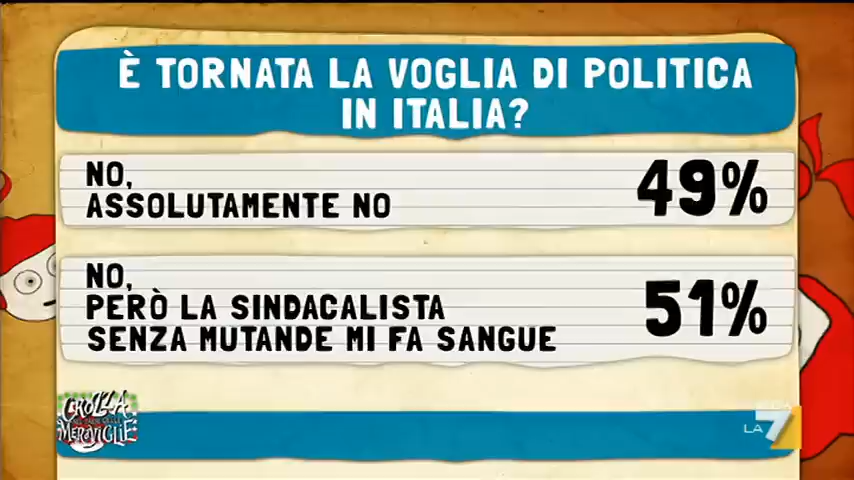 È TORNATA LA VOGLIA DI POLITICA
IN ITALIA?
NO,
ASSOLUTAMENTE NO
49%
NO,
PERÒ LA SINDACALISTA
SENZA MUTANDE MI FA SANGUE
51%
CROZZA
MERAVIGLIE
LA7